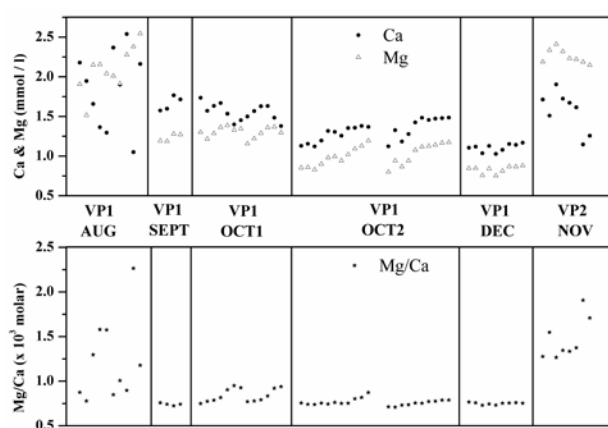 Ca & Mg (mmol / l)
2.5
2.0
1.5
1.0
0.5
Ca
Mg
VP1 VP1 VP1 VP1 VP1 VP2
AUG SEPT OCT1 OCT2 DEC NOV
Mg/Ca (x 10³ molar)
2.5
2.0
1.5
1.0
0.5
Mg/Ca